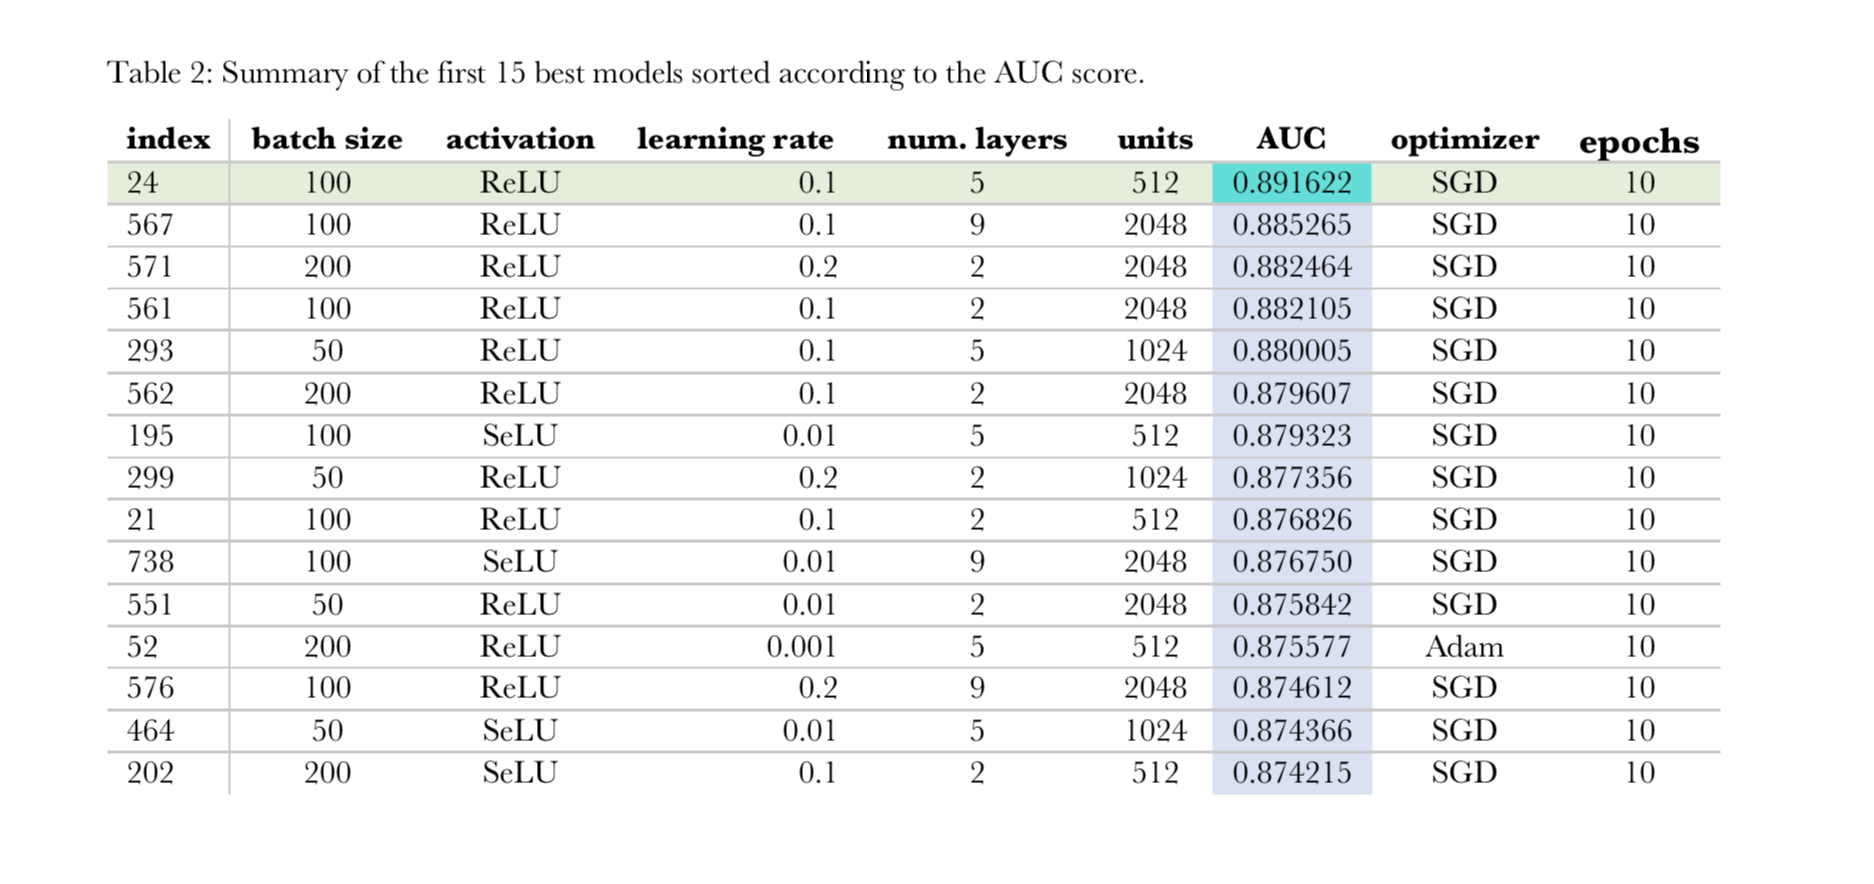 Table 2: Summary of the first 15 best models sorted according to the AUC score.
index batch size activation learning rate num. layers units AUC optimizer epochs
24 100 ReLU 0.1 5 512 0.891622 SGD 10
567 100 ReLU 0.1 9 2048 0.885265 SGD 10
571 200 ReLU 0.2 2 2048 0.882464 SGD 10
561 100 ReLU 0.1 2 2048 0.882105 SGD 10
293 50 ReLU 0.1 5 1024 0.880005 SGD 10
562 200 ReLU 0.1 2 2048 0.879607 SGD 10
195 100 SeLU 0.01 5 512 0.879323 SGD 10
299 50 ReLU 0.2 2 1024 0.877356 SGD 10
21 100 ReLU 0.1 2 512 0.876826 SGD 10
738 100 SeLU 0.01 9 2048 0.876750 SGD 10
551 50 ReLU 0.01 2 2048 0.875842 SGD 10
52 200 ReLU 0.001 5 512 0.875577 Adam 10
576 100 ReLU 0.2 9 2048 0.874612 SGD 10
464 50 SeLU 0.01 5 1024 0.874366 SGD 10
202 200 SeLU 0.1 2 512 0.874215 SGD 10